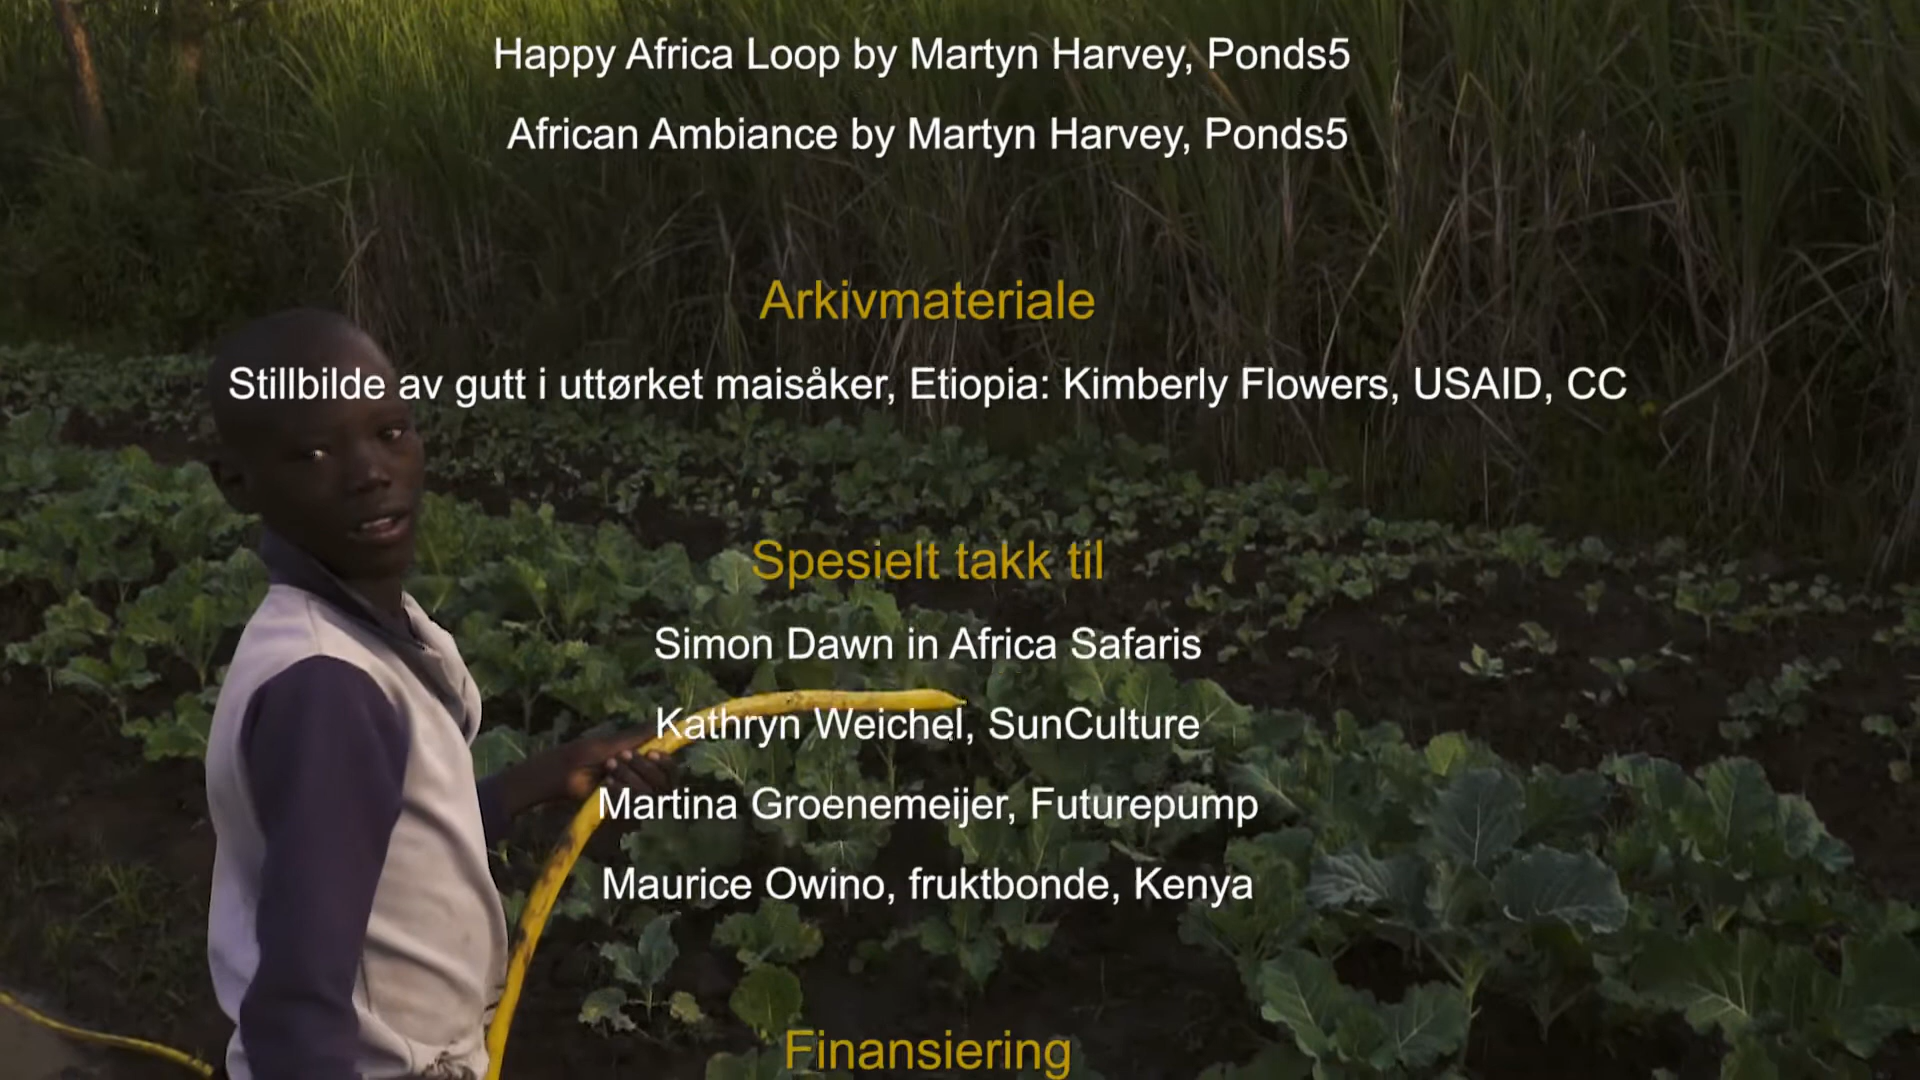 Happy Africa Loop by Martyn Harvey, Ponds5
African Ambiance by Martyn Harvey, Ponds5
Arkivmateriale
Stillbilde av gutt i uttørket maisåker, Etiopia: Kimberly Flowers, USAID, CC
Spesielt takk til
Simon Dawn in Africa Safaris
Kathryn Weichel, SunCulture
Martina Groenemeijer, Futurepump
Maurice Owino, fruktbonde, Kenya
Finansiering